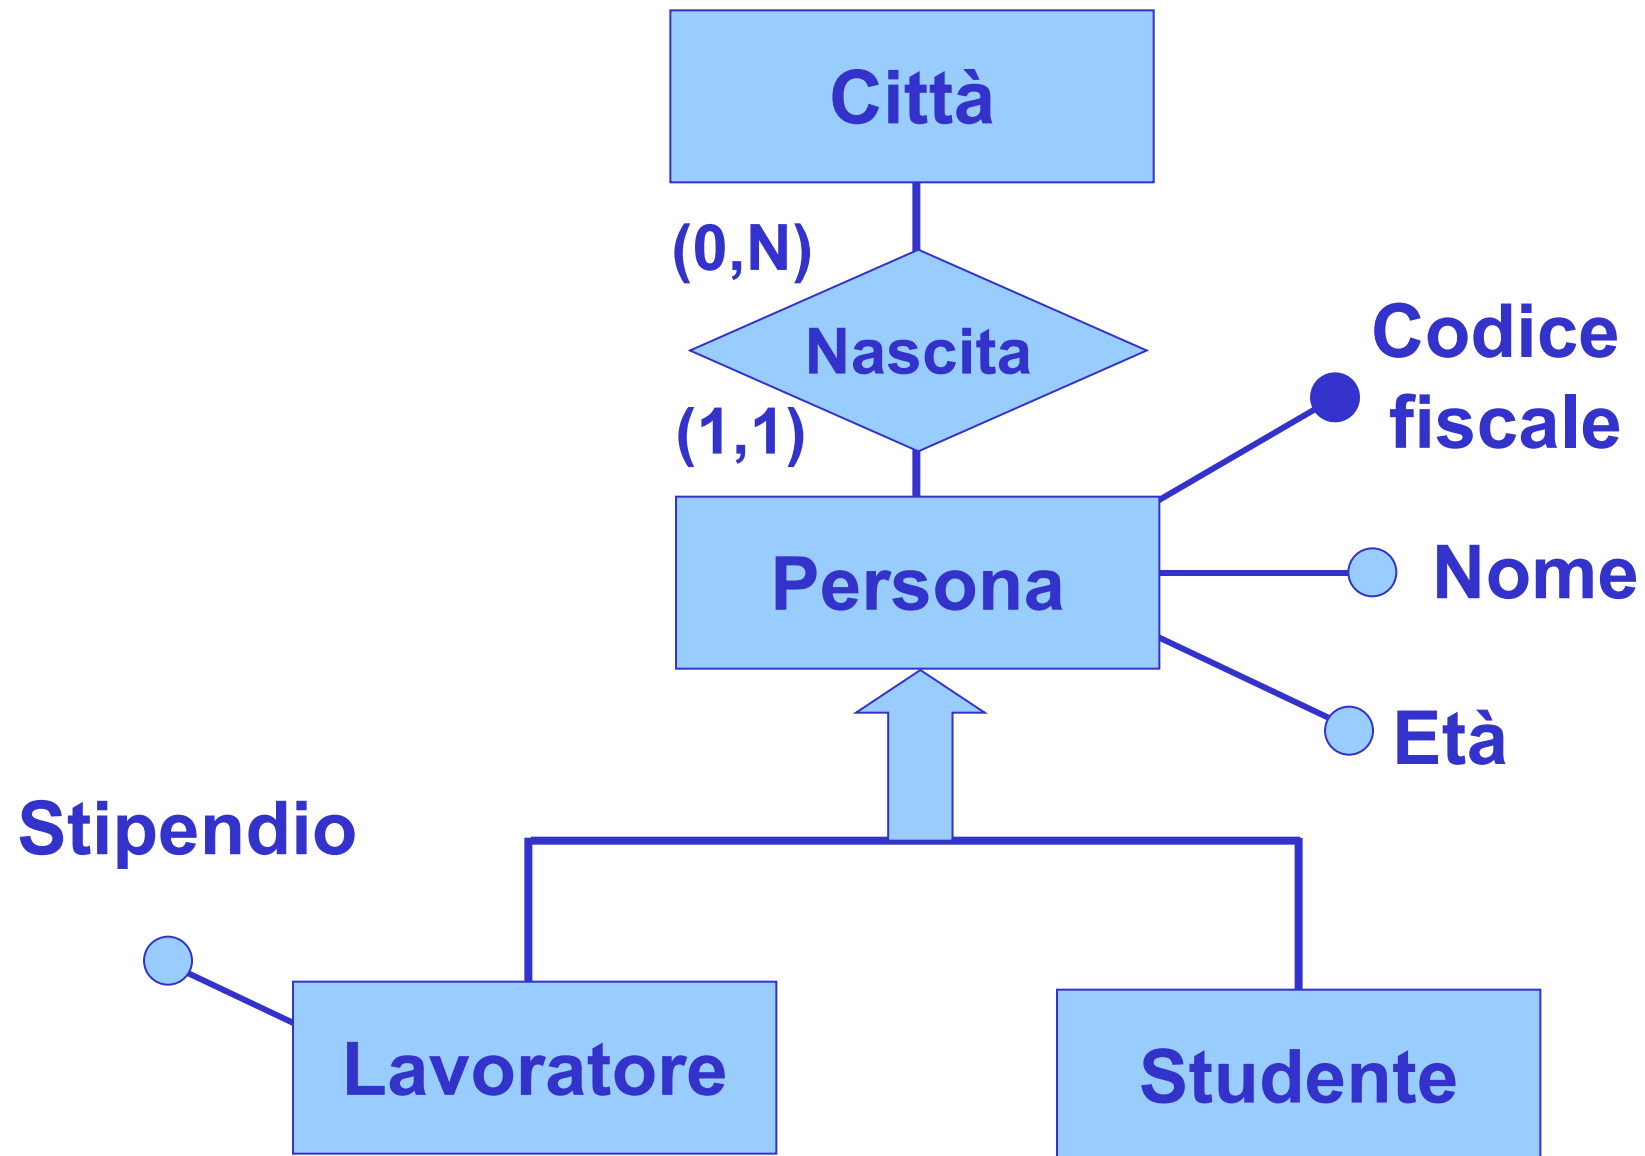 Città
(0,N)
Nascita
(1,1)
Codice
fiscale
Persona
Nome
Età
Stipendio
Lavoratore
Studente